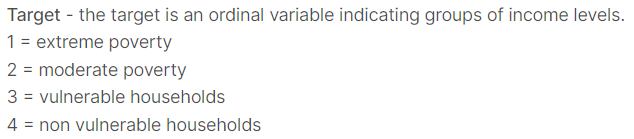 Target - the target is an ordinal variable indicating groups of income levels.
1 = extreme poverty
2 = moderate poverty
3 = vulnerable households
4 = non vulnerable households